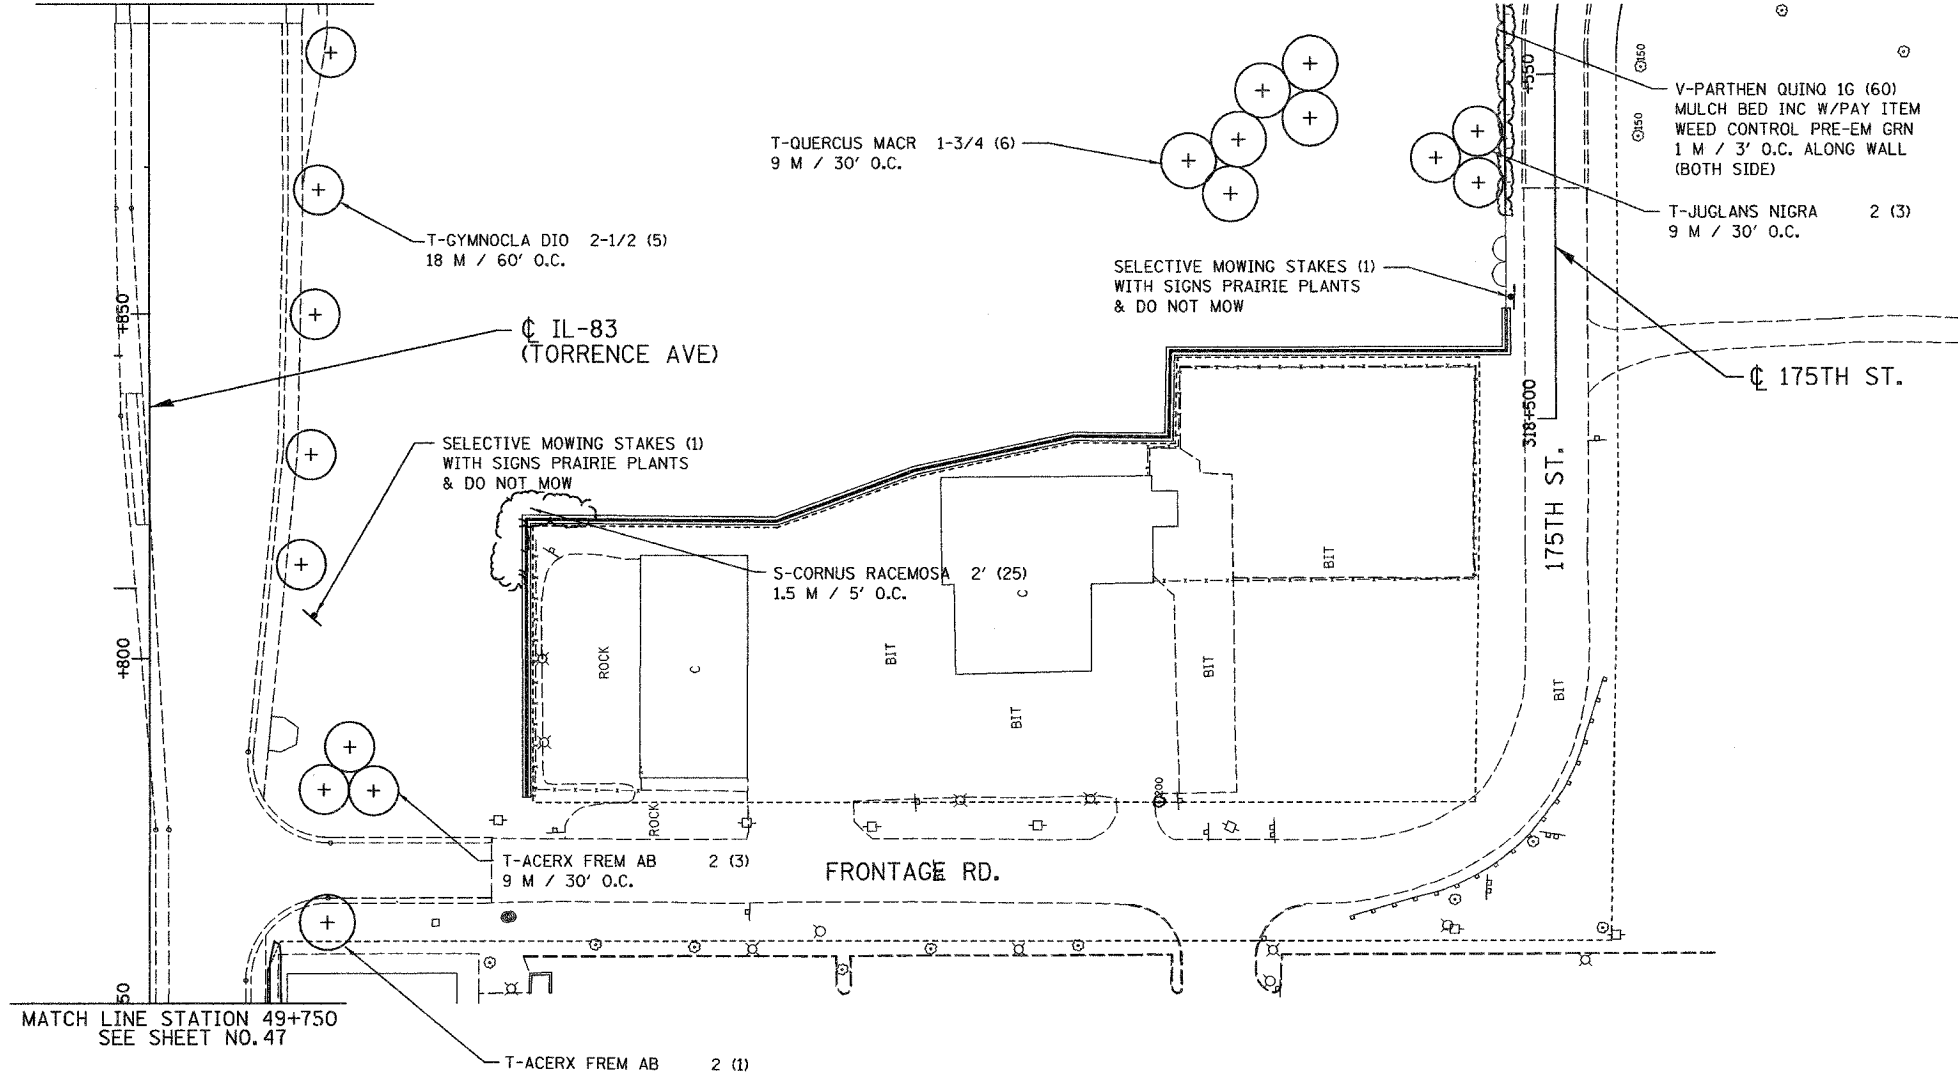 +550
150
150
V-PARTHEN QUINQ 1G (60)
MULCH BED INC W/PAY ITEM
WEED CONTROL PRE-EM GRN
1 M / 3' O.C. ALONG WALL
(BOTH SIDE)
T-QUERCUS MACR 1-3/4 (6)
9 M / 30' O.C.
T-JUGLANS NIGRA 2 (3)
9 M / 30' O.C.
T-GYMNOCLA DIO 2-1/2 (5)
18 M / 60' O.C.
SELECTIVE MOWING STAKES (1)
WITH SIGNS PRAIRIE PLANTS
& DO NOT MOW
+850
℄ IL-83
(TORRENCE AVE)
℄ 175TH ST.
318+500
SELECTIVE MOWING STAKES (1)
WITH SIGNS PRAIRIE PLANTS
& DO NOT MOW
175TH ST.
S-CORNUS RACEMOSA 2' (25)
1.5 M / 5' O.C.
C
BIT
+800
ROCK
C
BIT
BIT
BIT
BIT
200
ROCK
T-ACERX FREM AB 2 (3)
9 M / 30' O.C.
FRONTAGE RD.
50
MATCH LINE STATION 49+750
SEE SHEET NO. 47
T-ACERX FREM AB 2 (1)